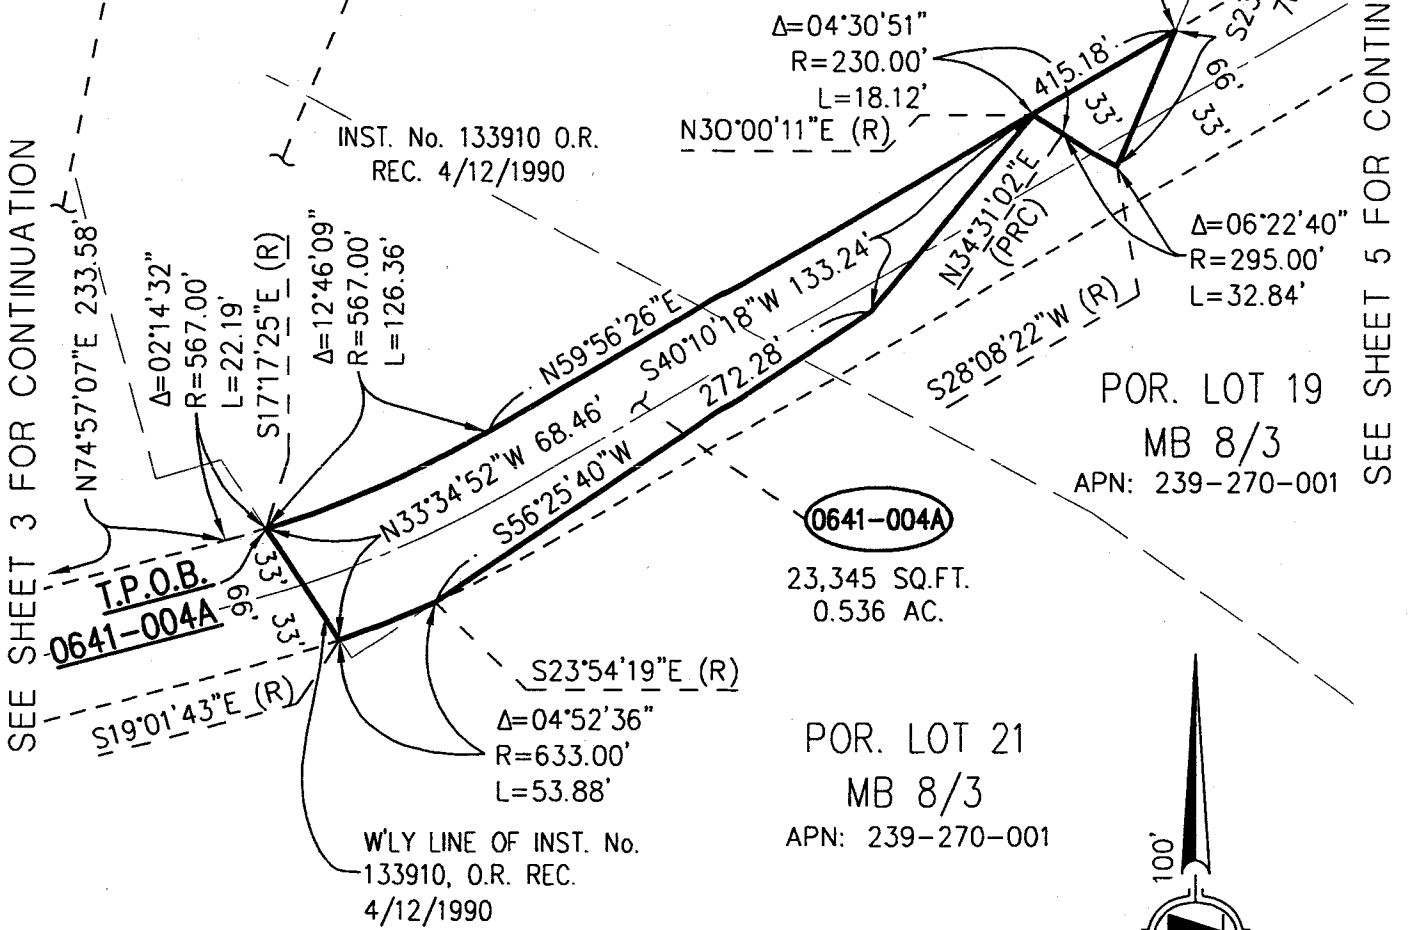 Δ=04°30'51"
R=230.00'
L=18.12'
N30°00'11"E (R)
415.18'
33'
66'
33'
INST. No. 133910 O.R.
REC. 4/12/1990
SEE SHEET 3 FOR CONTINUATION
N74°57'07"E 233.58'
Δ=02°14'32"
R=567.00'
L=22.19'
S17°17'25"E (R)
Δ=12°46'09"
R=567.00'
L=126.36'
N59°56'26"E
S40°10'18"W 133.24'
272.28'
N34°31'02"E
(PRC)
Δ=06°22'40"
R=295.00'
L=32.84'
S28°08'22"W (R)
POR. LOT 19
MB 8/3
APN: 239-270-001
SEE SHEET 5 FOR CONTIN
N33°34'52"W 68.46'
S56°25'40"W
0641-004A
23,345 SQ.FT.
0.536 AC.
T.P.O.B.
0641-004A
33'
66'
33'
S19°01'43"E (R)
S23°54'19"E (R)
Δ=04°52'36"
R=633.00'
L=53.88'
W'LY LINE OF INST. No.
133910, O.R. REC.
4/12/1990
POR. LOT 21
MB 8/3
APN: 239-270-001
100'